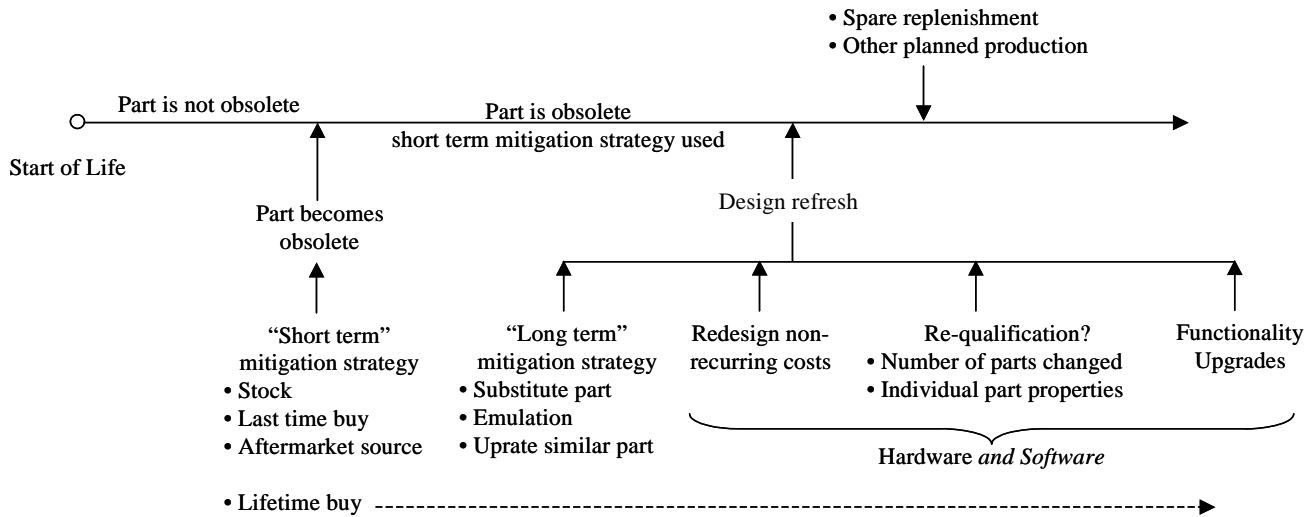 • Spare replenishment
• Other planned production
Part is not obsolete
Part is obsolete
short term mitigation strategy used
Start of Life
Part becomes
obsolete
Design refresh
“Short term”
mitigation strategy
• Stock
• Last time buy
• Aftermarket source
“Long term”
mitigation strategy
• Substitute part
• Emulation
• Uprate similar part
Redesign non-
recurring costs
Re-qualification?
• Number of parts changed
• Individual part properties
Functionality
Upgrades
Hardware and Software
• Lifetime buy